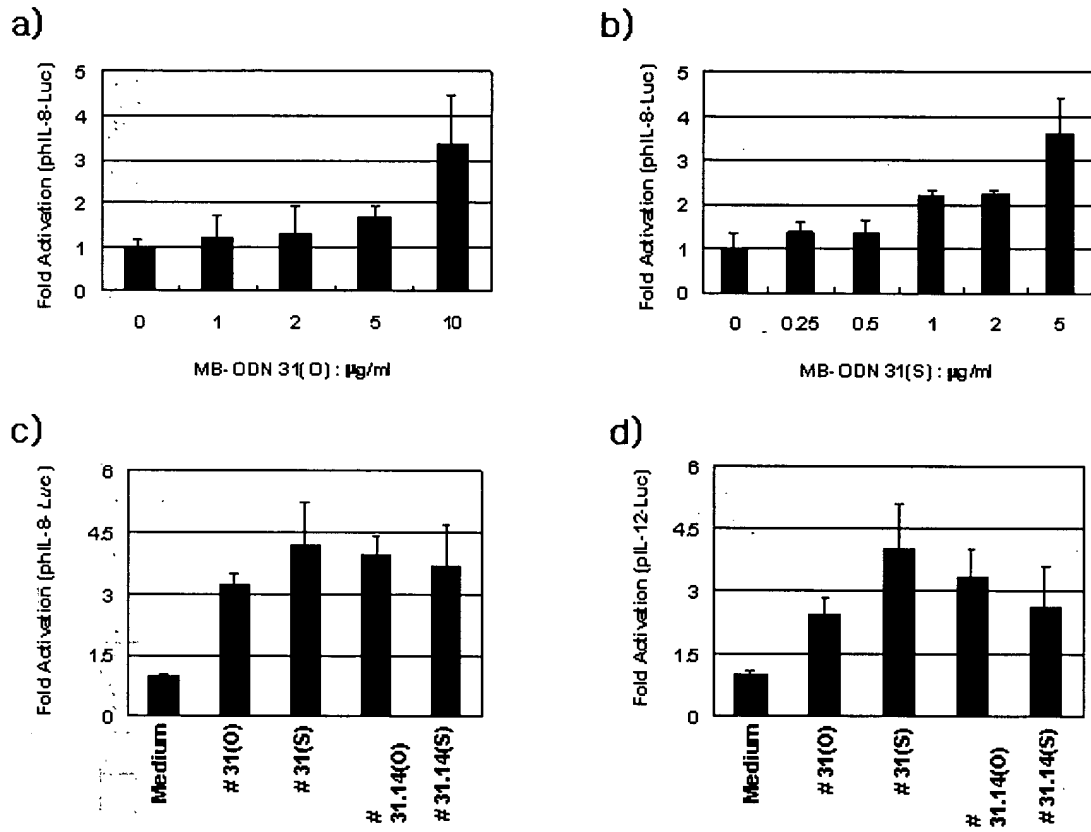 a)
Fold Activation (phIL-8-Luc)
5
4
3
2
1
0
0 1 2 5 10
MB-ODN 31(O) : µg/ml
b)
Fold Activation (phIL-8-Luc)
5
4
3
2
1
0
0 0.25 0.5 1 2 5
MB-ODN 31(S) : µg/ml
c)
Fold Activation (phIL-8-Luc)
6
4.5
3
1.5
0
Medium
#31(O)
#31(S)
#
31.14(O)
#31.14(S)
d)
Fold Activation (pIL-12-Luc)
6
4.5
3
1.5
0
Medium
#31(O)
#31(S)
#
31.14(O)
#31.14(S)